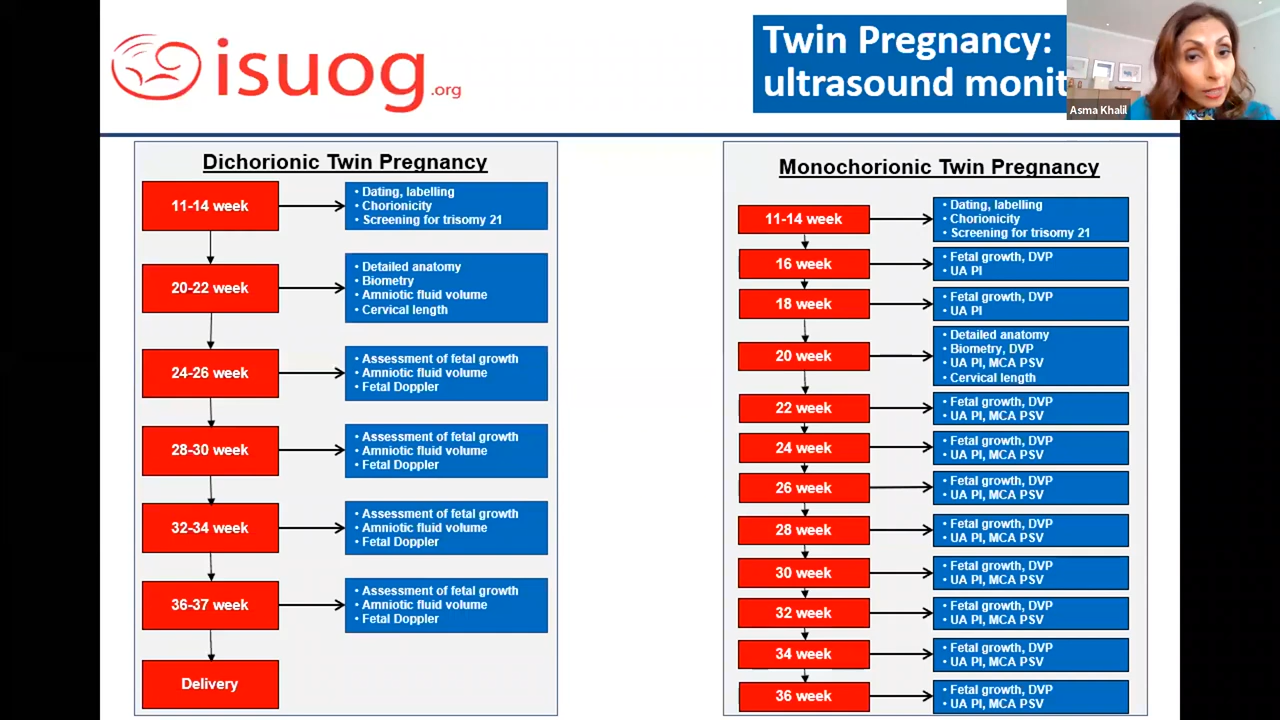 isuog.org
Twin Pregnancy:
ultrasound monit
Asma Khalil
Dichorionic Twin Pregnancy
11-14 week
• Dating, labelling
• Chorionicity
• Screening for trisomy 21
20-22 week
• Detailed anatomy
• Biometry
• Amniotic fluid volume
• Cervical length
24-26 week
• Assessment of fetal growth
• Amniotic fluid volume
• Fetal Doppler
28-30 week
• Assessment of fetal growth
• Amniotic fluid volume
• Fetal Doppler
32-34 week
• Assessment of fetal growth
• Amniotic fluid volume
• Fetal Doppler
36-37 week
• Assessment of fetal growth
• Amniotic fluid volume
• Fetal Doppler
Delivery
Monochorionic Twin Pregnancy
11-14 week
• Dating, labelling
• Chorionicity
• Screening for trisomy 21
16 week
• Fetal growth, DVP
• UA PI
18 week
• Fetal growth, DVP
• UA PI
20 week
• Detailed anatomy
• Biometry, DVP
• UA PI, MCA PSV
• Cervical length
22 week
• Fetal growth, DVP
• UA PI, MCA PSV
24 week
• Fetal growth, DVP
• UA PI, MCA PSV
26 week
• Fetal growth, DVP
• UA PI, MCA PSV
28 week
• Fetal growth, DVP
• UA PI, MCA PSV
30 week
• Fetal growth, DVP
• UA PI, MCA PSV
32 week
• Fetal growth, DVP
• UA PI, MCA PSV
34 week
• Fetal growth, DVP
• UA PI, MCA PSV
36 week
• Fetal growth, DVP
• UA PI, MCA PSV